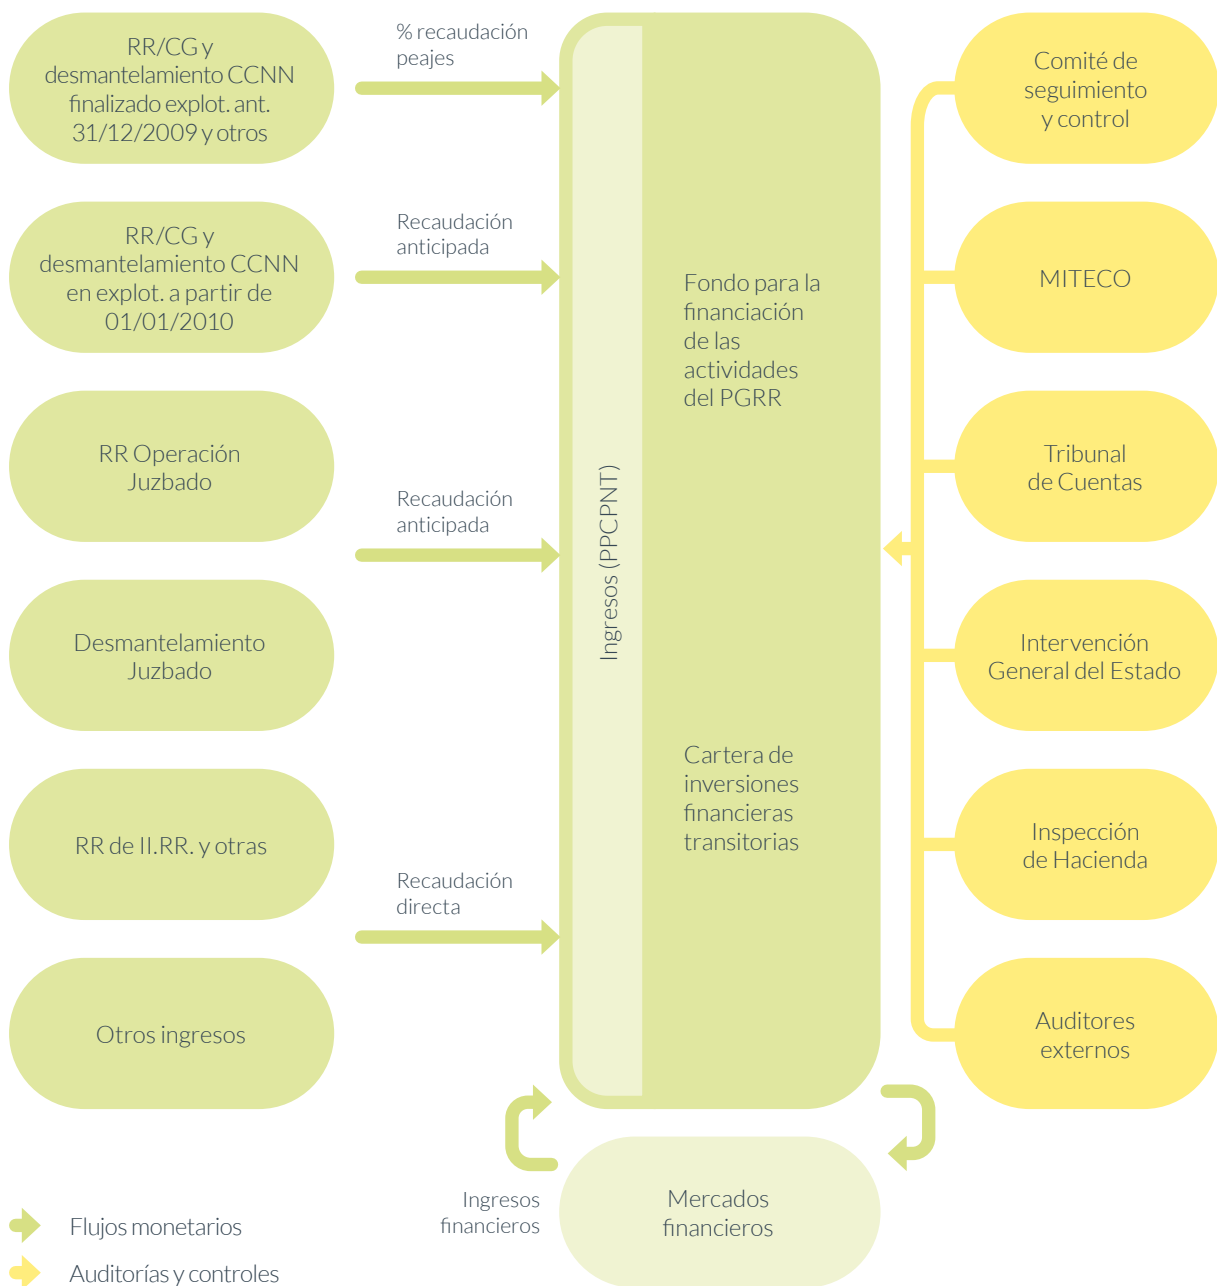 RR/CG y
desmantelamiento CCNN
finalizado explot. ant.
31/12/2009 y otros
% recaudación
peajes
RR/CG y
desmantelamiento CCNN
en explot. a partir de
01/01/2010
Recaudación
anticipada
RR Operación
Juzbado
Recaudación
anticipada
Desmantelamiento
Juzbado
RR de II.RR. y otras
Recaudación
directa
Otros ingresos
Ingresos (PPCPNT)
Fondo para la
financiación
de las
actividades
del PGRR
Cartera de
inversiones
financieras
transitorias
Comité de
seguimiento
y control
MITECO
Tribunal
de Cuentas
Intervención
General del Estado
Inspección
de Hacienda
Auditores
externos
Ingresos
financieros
Mercados
financieros
Flujos monetarios
Auditorías y controles